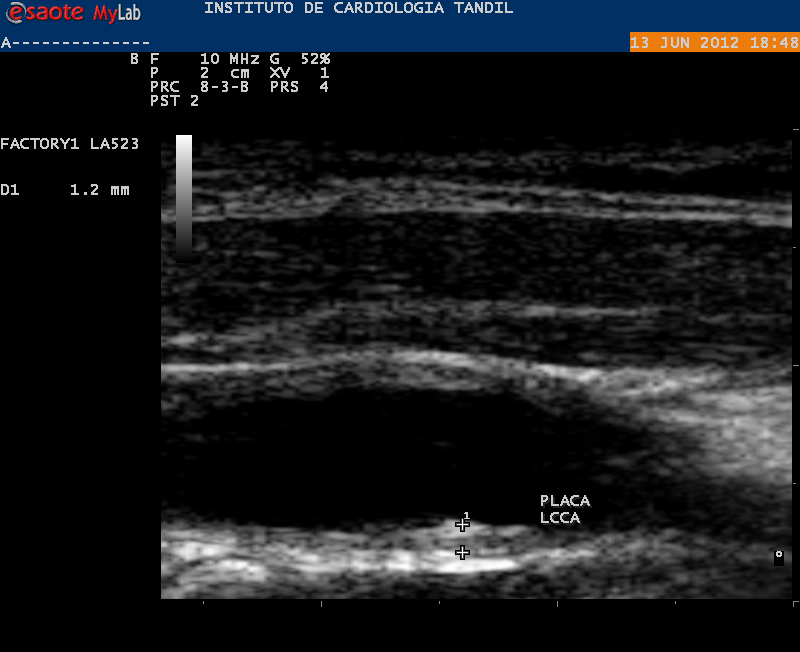 esaote MyLab
INSTITUTO DE CARDIOLOGIA TANDIL
A--------------
13 JUN 2012 18:48
B F 10 MHz G 52%
P 2 cm XV 1
PRC 8-3-B PRS 4
PST 2
FACTORY1 LA523
D1 1.2 mm
1
PLACA
LCCA